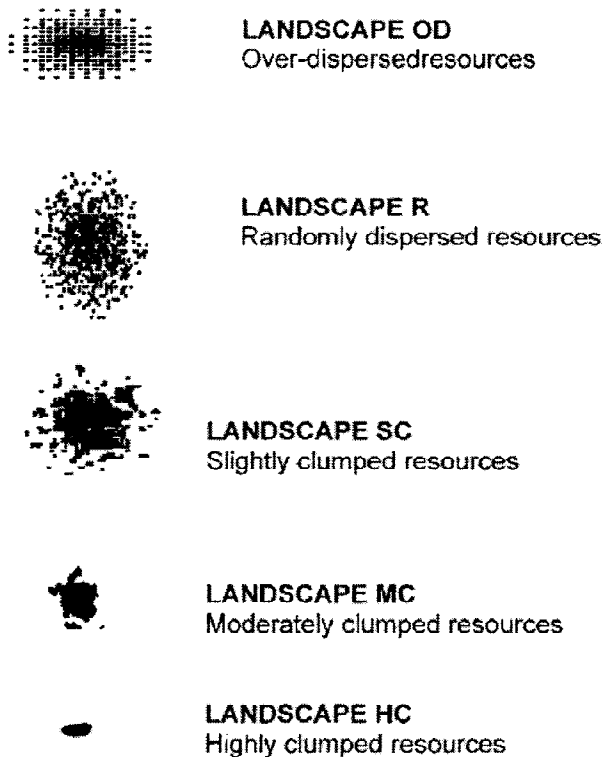 LANDSCAPE OD
Over-dispersedresources
LANDSCAPE R
Randomly dispersed resources
LANDSCAPE SC
Slightly clumped resources
LANDSCAPE MC
Moderately clumped resources
LANDSCAPE HC
Highly clumped resources